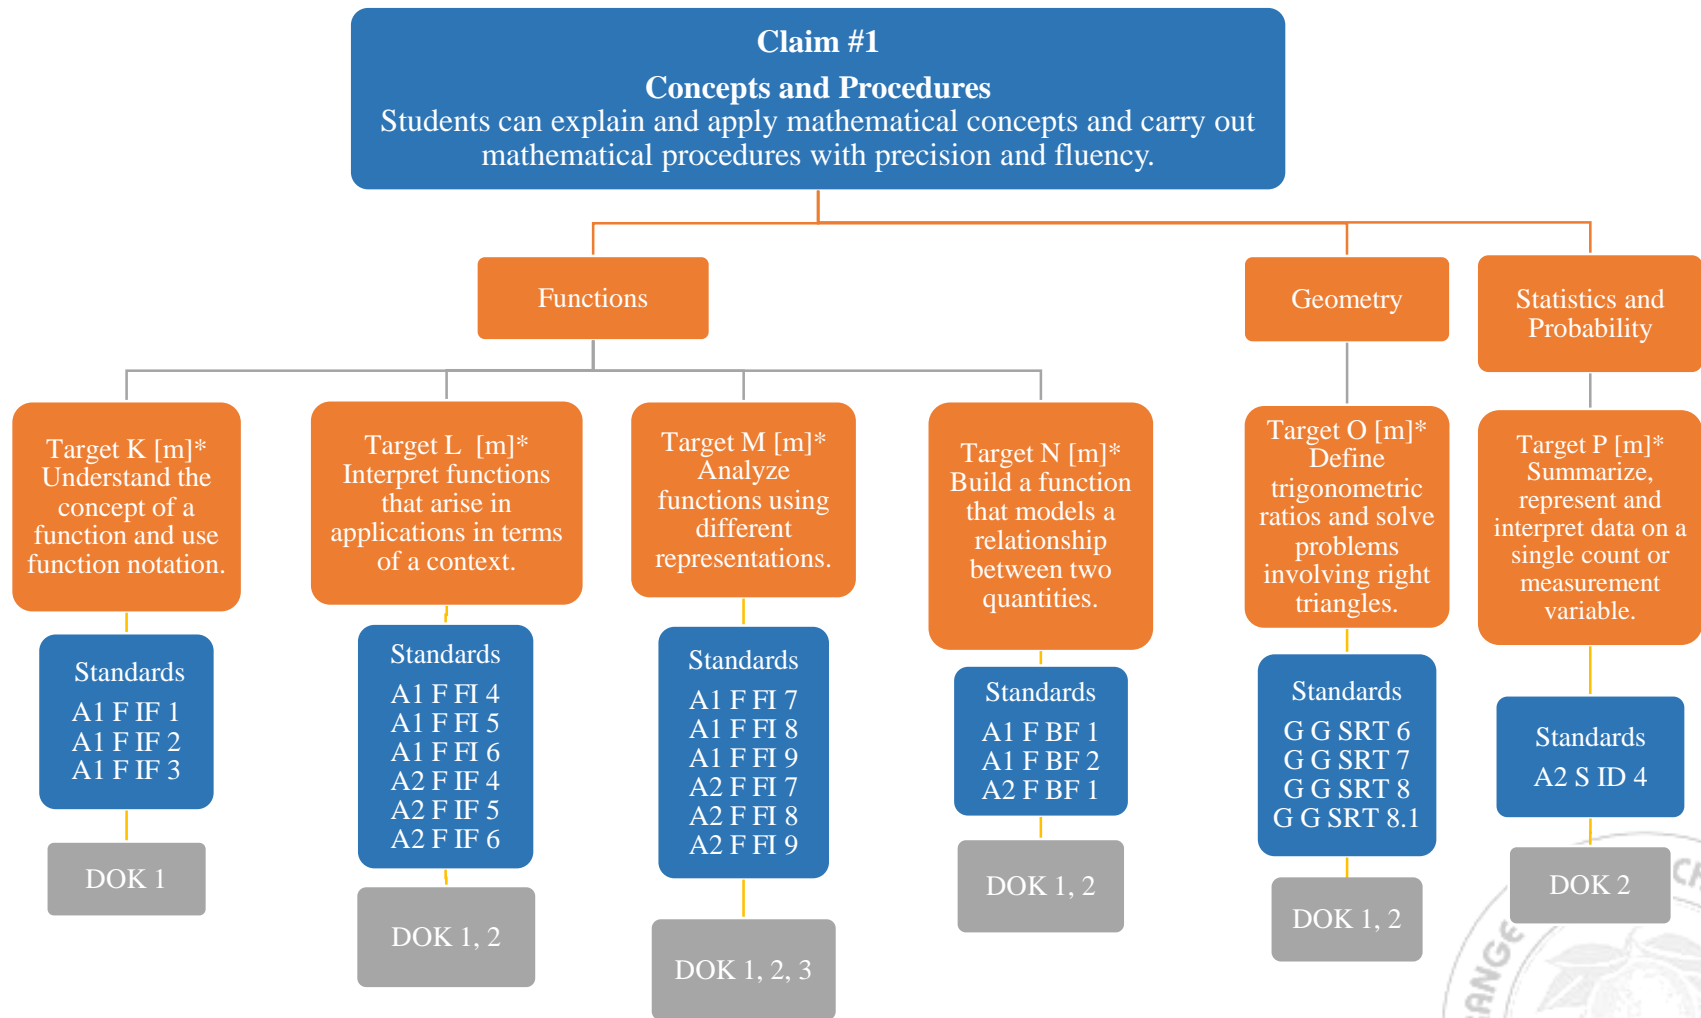 Claim #1
Concepts and Procedures
Students can explain and apply mathematical concepts and carry out
mathematical procedures with precision and fluency.
Functions
Geometry
Statistics and
Probability
Target K [m]*
Understand the
concept of a
function and use
function notation.
Target L  [m]*
Interpret functions
that arise in
applications in terms
of a context.
Target M [m]*
Analyze
functions using
different
representations.
Target N [m]*
Build a function
that models a
relationship
between two
quantities.
Target O [m]*
Define
trigonometric
ratios and solve
problems
involving right
triangles.
Target P [m]*
Summarize,
represent and
interpret data on a
single count or
measurement
variable.
Standards
A1 F IF 1
A1 F IF 2
A1 F IF 3
Standards
A1 F FI 4
A1 F FI 5
A1 F FI 6
A2 F IF 4
A2 F IF 5
A2 F IF 6
Standards
A1 F FI 7
A1 F FI 8
A1 F FI 9
A2 F FI 7
A2 F FI 8
A2 F FI 9
Standards
A1 F BF 1
A1 F BF 2
A2 F BF 1
Standards
G G SRT 6
G G SRT 7
G G SRT 8
G G SRT 8.1
Standards
A2 S ID 4
DOK 1
DOK 1, 2
DOK 1, 2, 3
DOK 1, 2
DOK 1, 2
DOK 2